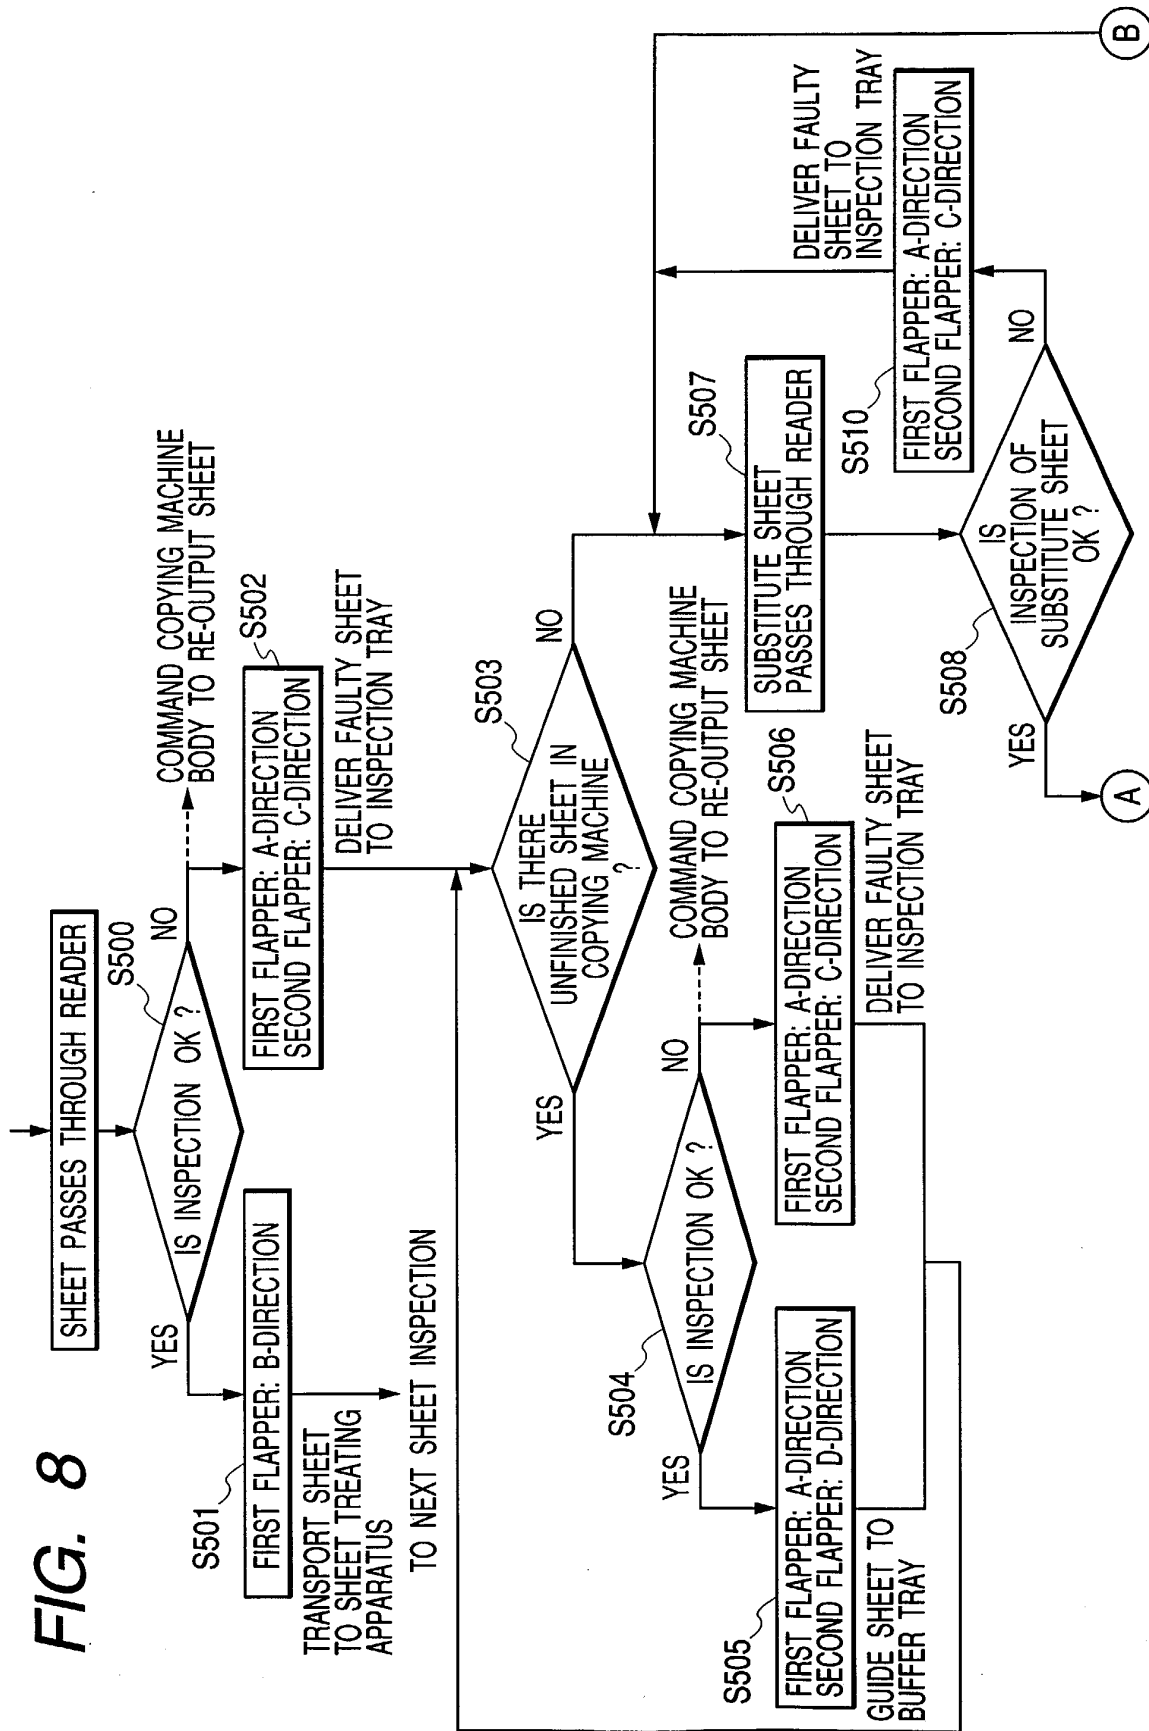 FIG. 8
SHEET PASSES THROUGH READER
S500
IS INSPECTION OK ?
YES
NO
COMMAND COPYING MACHINE
BODY TO RE-OUTPUT SHEET
S501
FIRST FLAPPER: B-DIRECTION
TRANSPORT SHEET
TO SHEET TREATING
APPARATUS
TO NEXT SHEET INSPECTION
S502
FIRST FLAPPER: A-DIRECTION
SECOND FLAPPER: C-DIRECTION
DELIVER FAULTY SHEET
TO INSPECTION TRAY
S503
IS THERE
UNFINISHED SHEET IN
COPYING MACHINE
?
YES
NO
S504
IS INSPECTION OK ?
YES
NO
COMMAND COPYING MACHINE
BODY TO RE-OUTPUT SHEET
S505
FIRST FLAPPER: A-DIRECTION
SECOND FLAPPER: D-DIRECTION
GUIDE SHEET TO
BUFFER TRAY
S506
FIRST FLAPPER: A-DIRECTION
SECOND FLAPPER: C-DIRECTION
DELIVER FAULTY SHEET
TO INSPECTION TRAY
S507
SUBSTITUTE SHEET
PASSES THROUGH READER
S508
IS
INSPECTION OF
SUBSTITUTE SHEET
OK ?
YES
NO
S510
FIRST FLAPPER: A-DIRECTION
SECOND FLAPPER: C-DIRECTION
DELIVER FAULTY
SHEET TO
INSPECTION TRAY
A
B